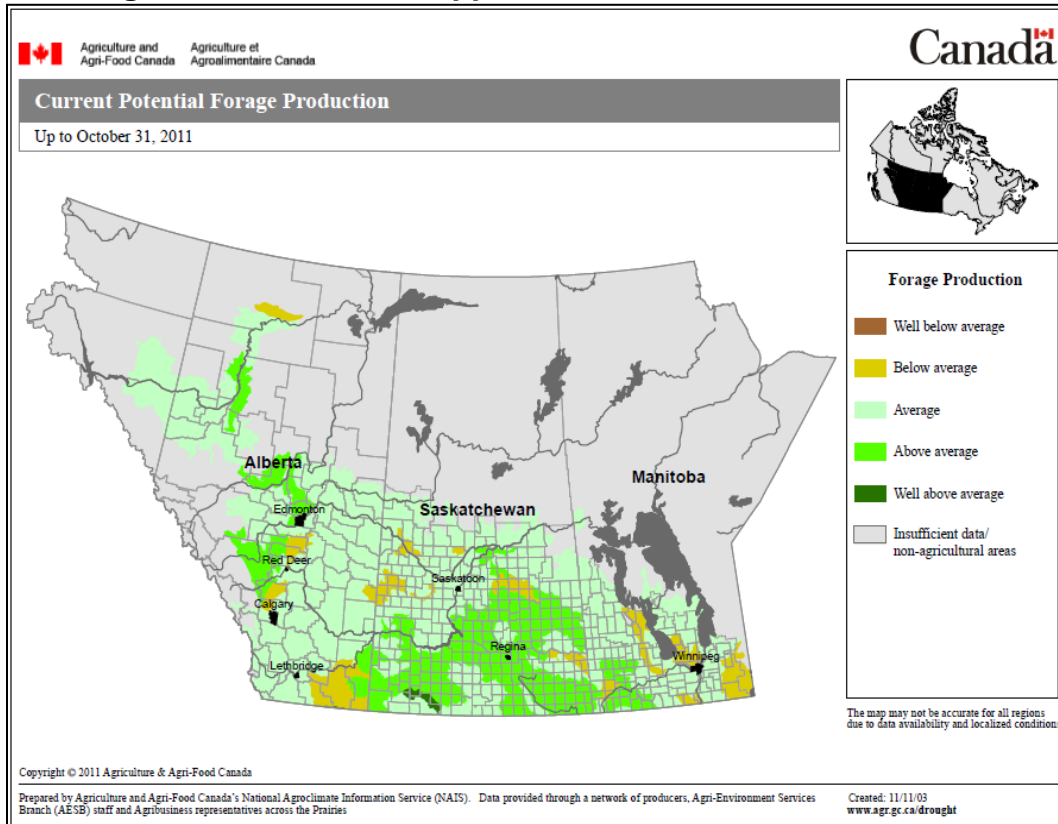 Agriculture and Agriculture et
Agri-Food Canada Agroalimentaire Canada
Canada
Current Potential Forage Production
Up to October 31, 2011
Forage Production
Well below average
Below average
Average
Above average
Well above average
Insufficient data/
non-agricultural areas
Alberta
Edmonton
Saskatchewan
Manitoba
Red Deer
Saskatoon
Calgary
Regina
Lethbridge
Winnipeg
The map may not be accurate for all regions
due to data availability and localized condition
Copyright © 2011 Agriculture & Agri-Food Canada
Prepared by Agriculture and Agri-Food Canada's National Agroclimate Information Service (NAIS). Data provided through a network of producers, Agri-Environment Services
Branch (AESB) staff and Agribusiness representatives across the Prairies
Created: 11/11/03
www.agr.gc.ca/drought